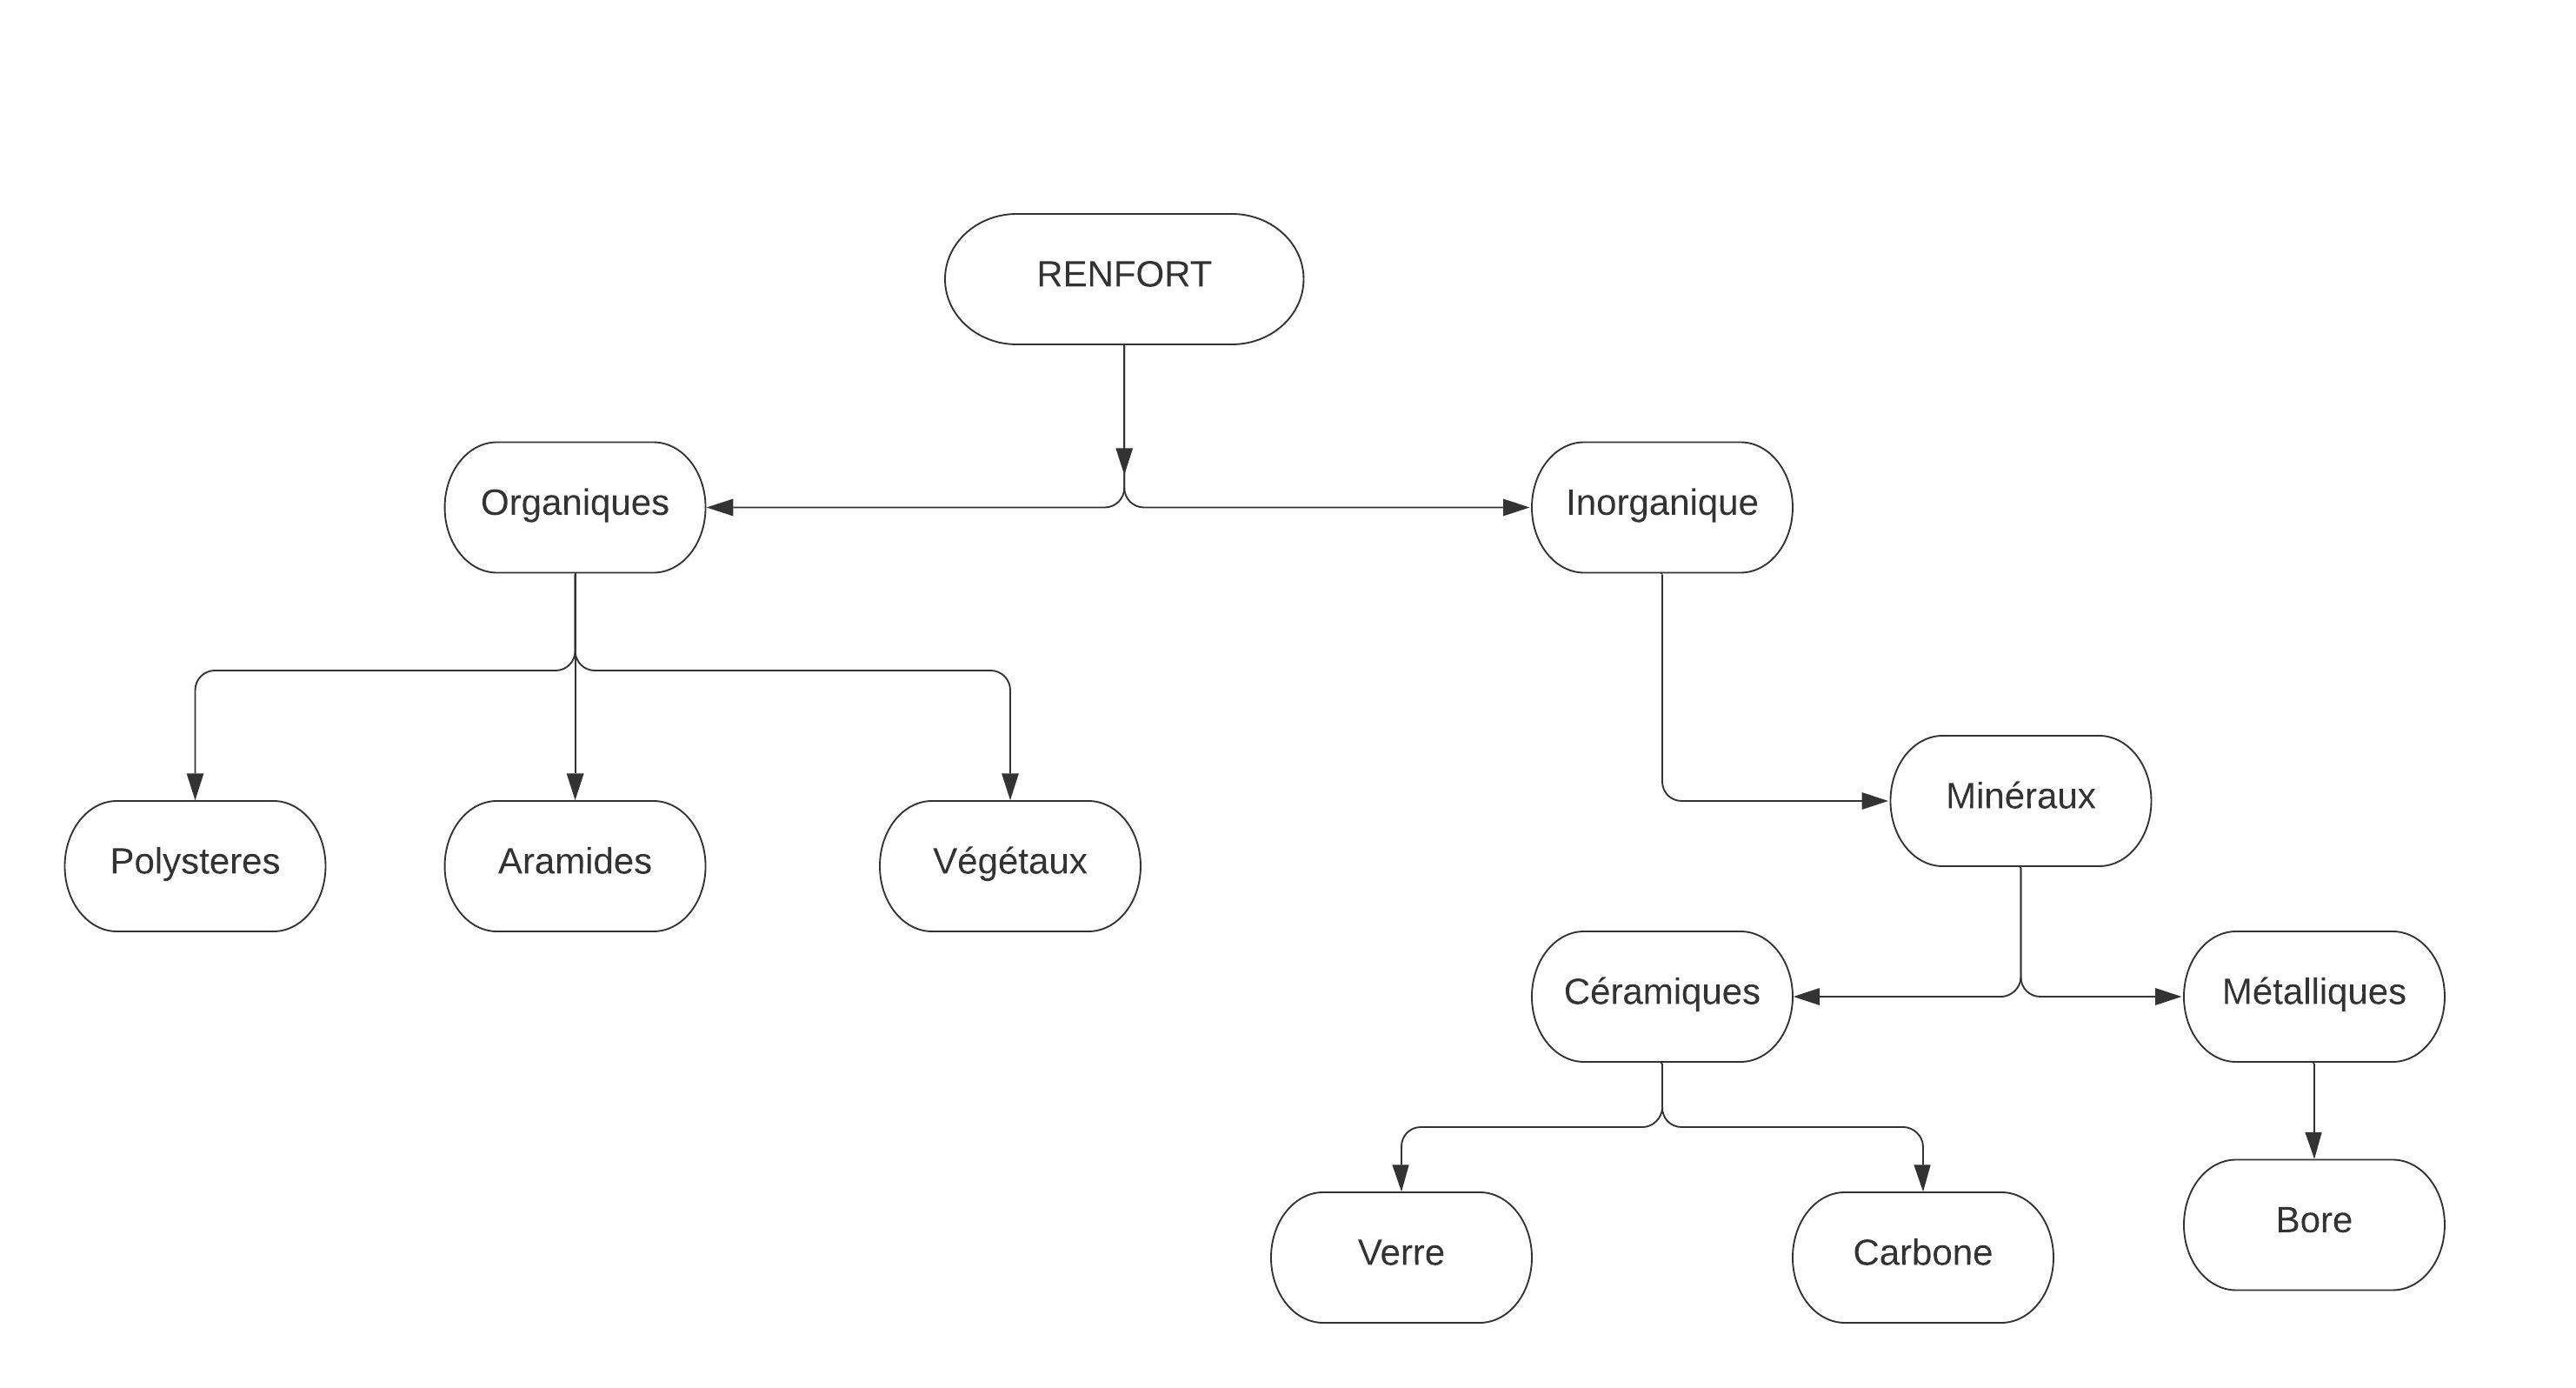 RENFORT
Organiques
Inorganique
Minéraux
Polysteres
Aramides
Végétaux
Céramiques
Métalliques
Bore
Verre
Carbone